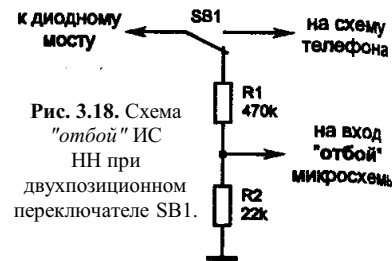 к диодному
мосту
SB1
на схему
телефона
R1
470k
Рис. 3.18. Схема
"отбой" ИС
НН при
двухпозиционном
переключателе SB1.
на вход
"отбой"
микросхемы
R2
22k